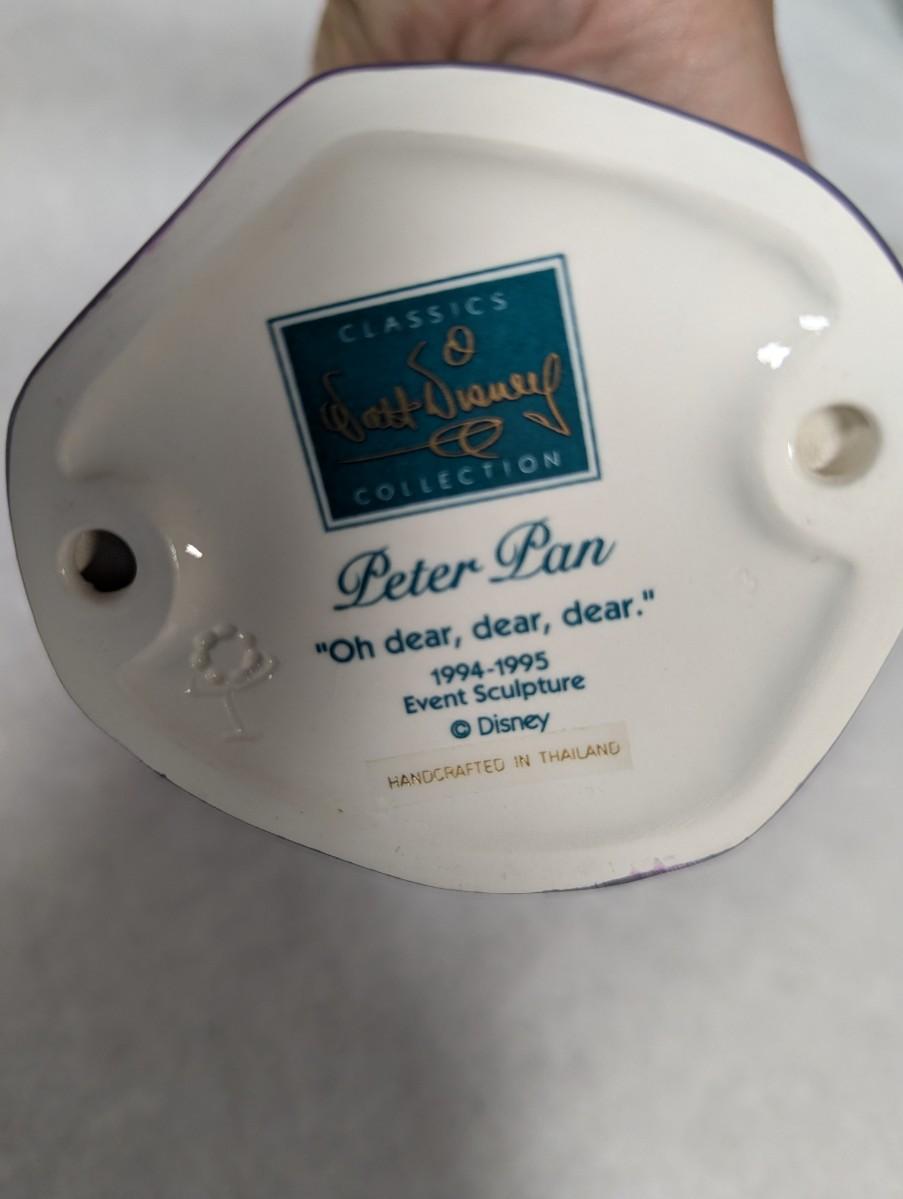 CLASSICS
Walt Disney
COLLECTION
Peter Pan
"Oh dear, dear, dear."
1994-1995
Event Sculpture
© Disney
HANDCRAFTED IN THAILAND